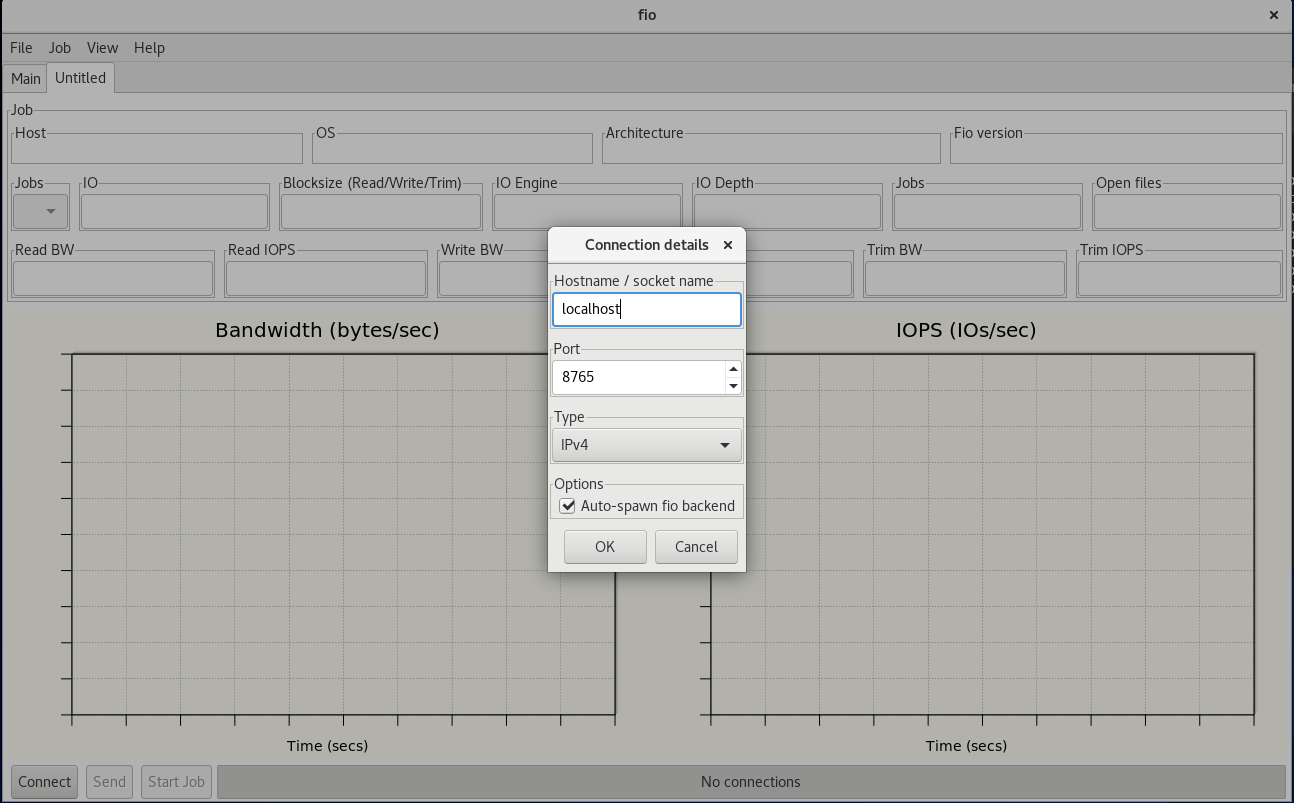 fio
File Job View Help
Main Untitled
Job
Host OS Architecture Fio version
Jobs IO Blocksize (Read/Write/Trim) IO Engine IO Depth Jobs Open files
Read BW Read IOPS Write BW Trim BW Trim IOPS
Connection details
Hostname / socket name
localhost
Port
8765
Type
IPv4
Options
Auto-spawn fio backend
OK Cancel
Bandwidth (bytes/sec) IOPS (IOs/sec)
Time (secs) Time (secs)
Connect Send Start Job No connections